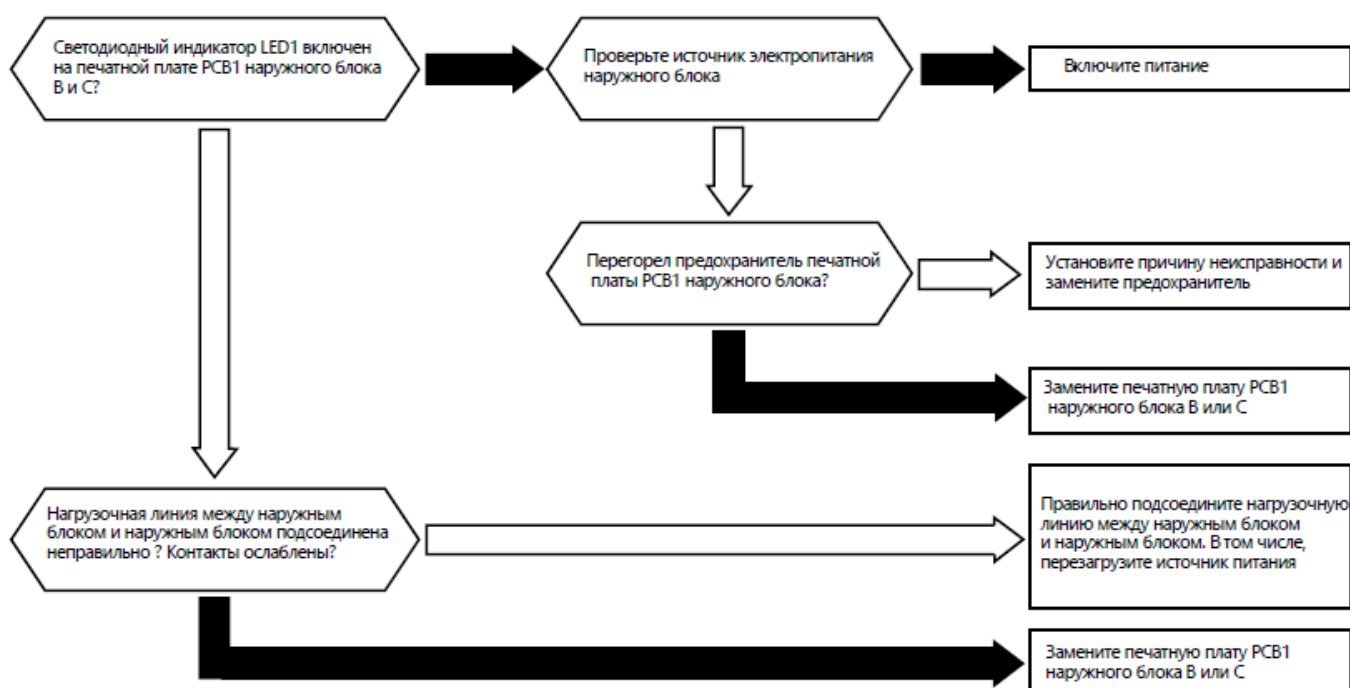 Светодиодный индикатор LED1 включен
на печатной плате PCB1 наружного блока
B и C?
Проверьте источник электропитания
наружного блока
Включите питание
Перегорел предохранитель печатной
платы PCB1 наружного блока?
Установите причину неисправности и
замените предохранитель
Замените печатную плату PCB1
наружного блока B или C
Нагрузочная линия между наружным
блоком и наружным блоком подсоединена
неправильно ? Контакты ослаблены?
Правильно подсоедините нагрузочную
линию между наружным блоком
и наружным блоком. В том числе,
перезагрузите источник питания
Замените печатную плату PCB1
наружного блока B или C